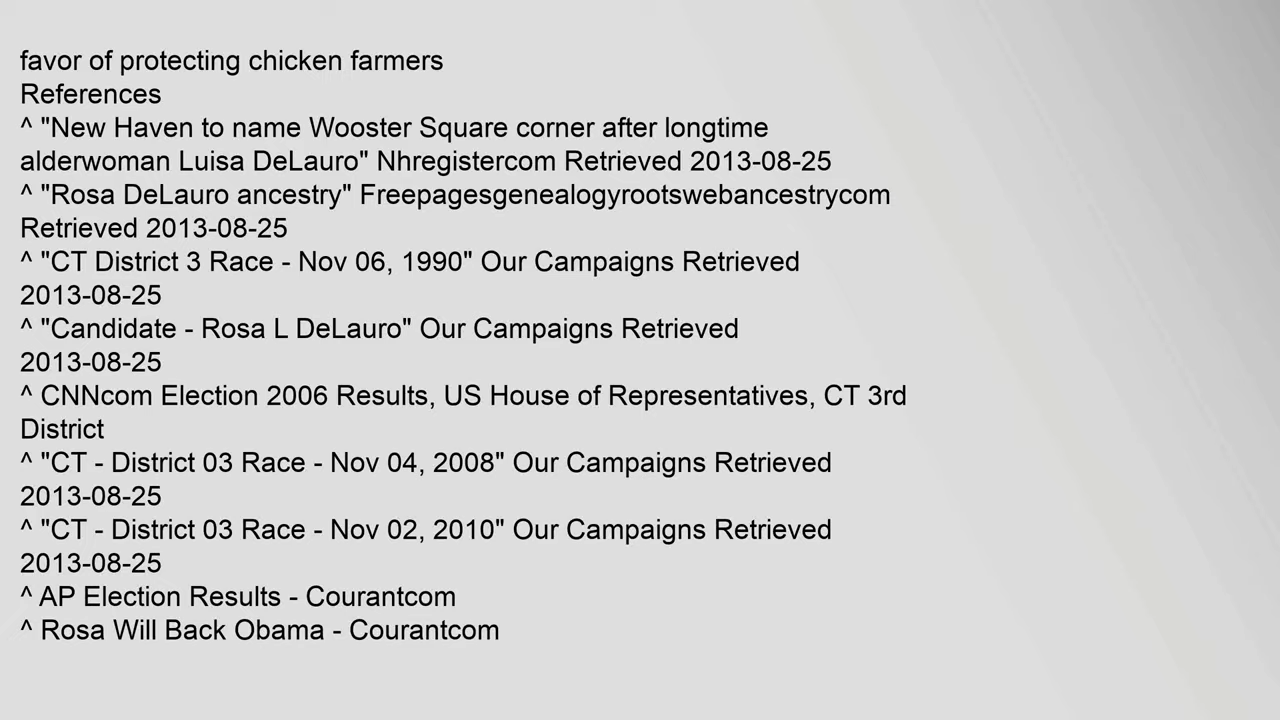 favor of protecting chicken farmers
References
^ "New Haven to name Wooster Square corner after longtime
alderwoman Luisa DeLauro" Nhregistercom Retrieved 2013-08-25
^ "Rosa DeLauro ancestry" Freepagesgenealogyrootswebancestrycom
Retrieved 2013-08-25
^ "CT District 3 Race - Nov 06, 1990" Our Campaigns Retrieved
2013-08-25
^ "Candidate - Rosa L DeLauro" Our Campaigns Retrieved
2013-08-25
^ CNNcom Election 2006 Results, US House of Representatives, CT 3rd
District
^ "CT - District 03 Race - Nov 04, 2008" Our Campaigns Retrieved
2013-08-25
^ "CT - District 03 Race - Nov 02, 2010" Our Campaigns Retrieved
2013-08-25
^ AP Election Results - Courantcom
^ Rosa Will Back Obama - Courantcom